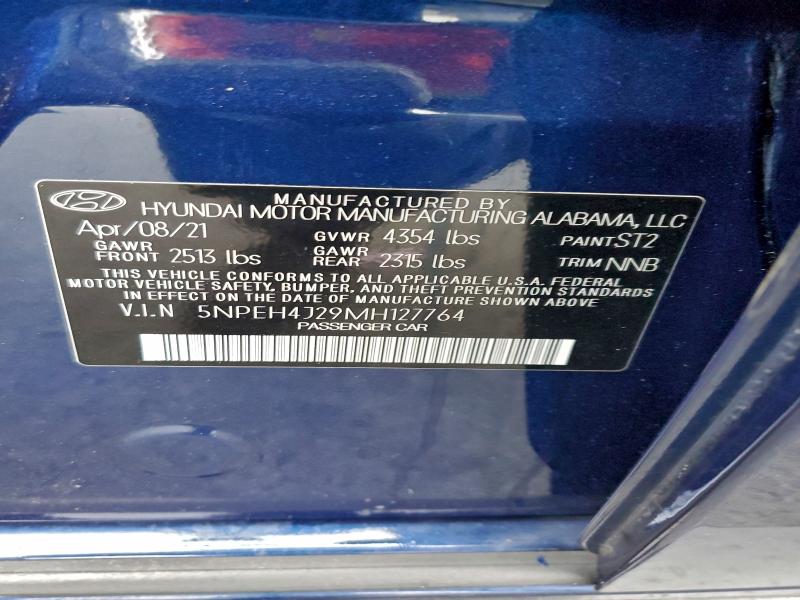 MANUFACTURED BY
HYUNDAI MOTOR MANUFACTURING ALABAMA, LLC
Apr/08/21 GVWR 4354 lbs PAINT ST2
GAWR FRONT 2513 lbs GAWR REAR 2315 lbs TRIM NNB
THIS VEHICLE CONFORMS TO ALL APPLICABLE U.S.A. FEDERAL
MOTOR VEHICLE SAFETY, BUMPER, AND THEFT PREVENTION STANDARDS
IN EFFECT ON THE DATE OF MANUFACTURE SHOWN ABOVE
V.I.N 5NPEH4J29MH127764
PASSENGER CAR